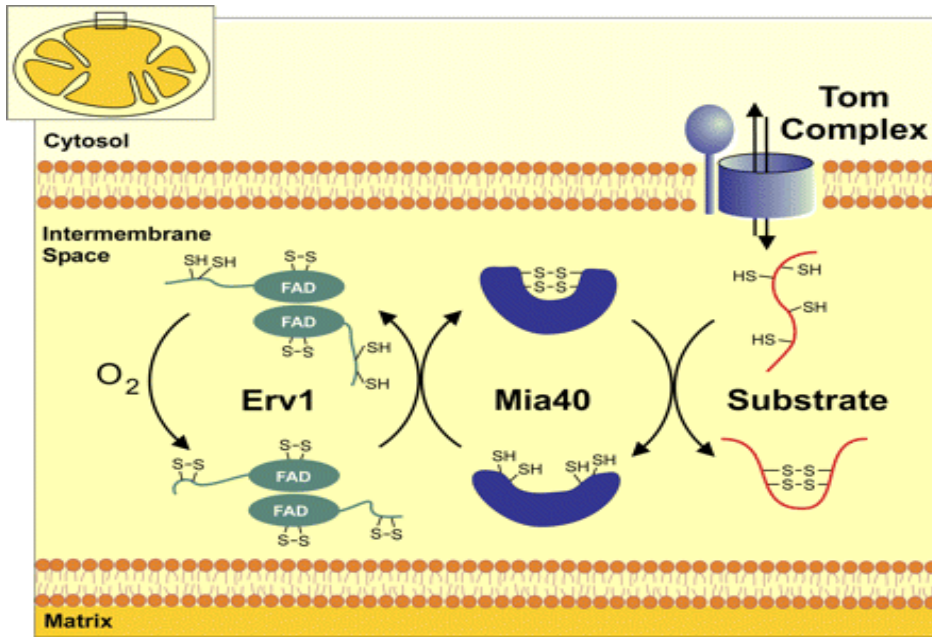 Tom
Complex
Cytosol
Intermembrane
Space
SH
SH
S-S
FAD
FAD
S-S
SH
SH
S-S
S-S
HS
SH
SH
HS
O2
Erv1
Mia40
Substrate
S-S
S-S
FAD
FAD
S-S
S-S
SH
SH
SH
SH
S-S
S-S
Matrix